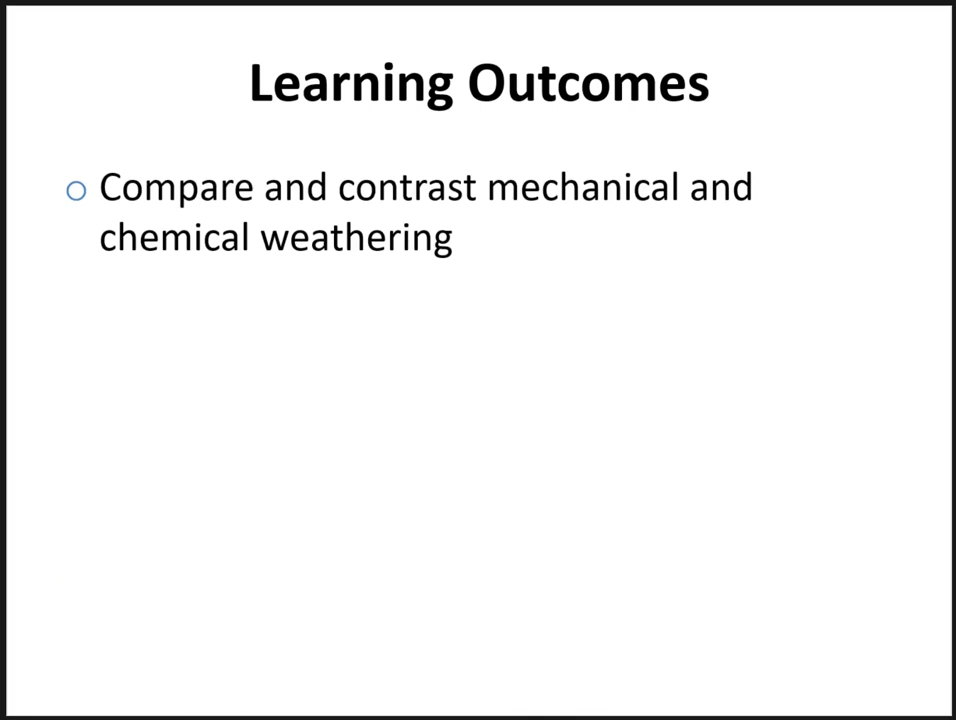 Learning Outcomes
Compare and contrast mechanical and
chemical weathering